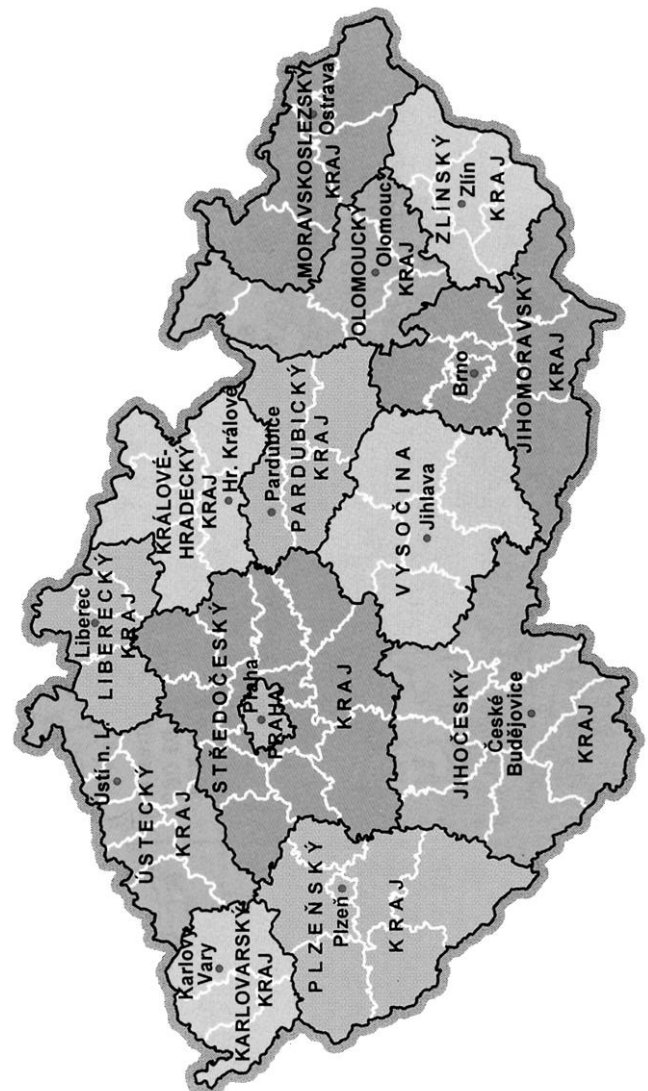 Karlovy
Vary
KARLOVARSKÝ
KRAJ
Ústí n. L.
ÚSTECKÝ
KRAJ
Liberec
LIBERECKÝ
KRAJ
KRÁLOVÉ-
HRADECKÝ
KRAJ
Hr. Králové
STŘEDOČESKÝ
Praha
PRAHA
KRAJ
PLZEŇSKÝ
Plzeň
KRAJ
Pardubice
PARDUBICKÝ
KRAJ
JIHOČESKÝ
České
Budějovice
KRAJ
VYSOČINA
Jihlava
MORAVSKOSLEZSKÝ
KRAJ
Ostrava
OLOMOUCKÝ
Olomouc
KRAJ
Brno
JIHOMORAVSKÝ
KRAJ
ZLÍNSKÝ
Zlín
KRAJ